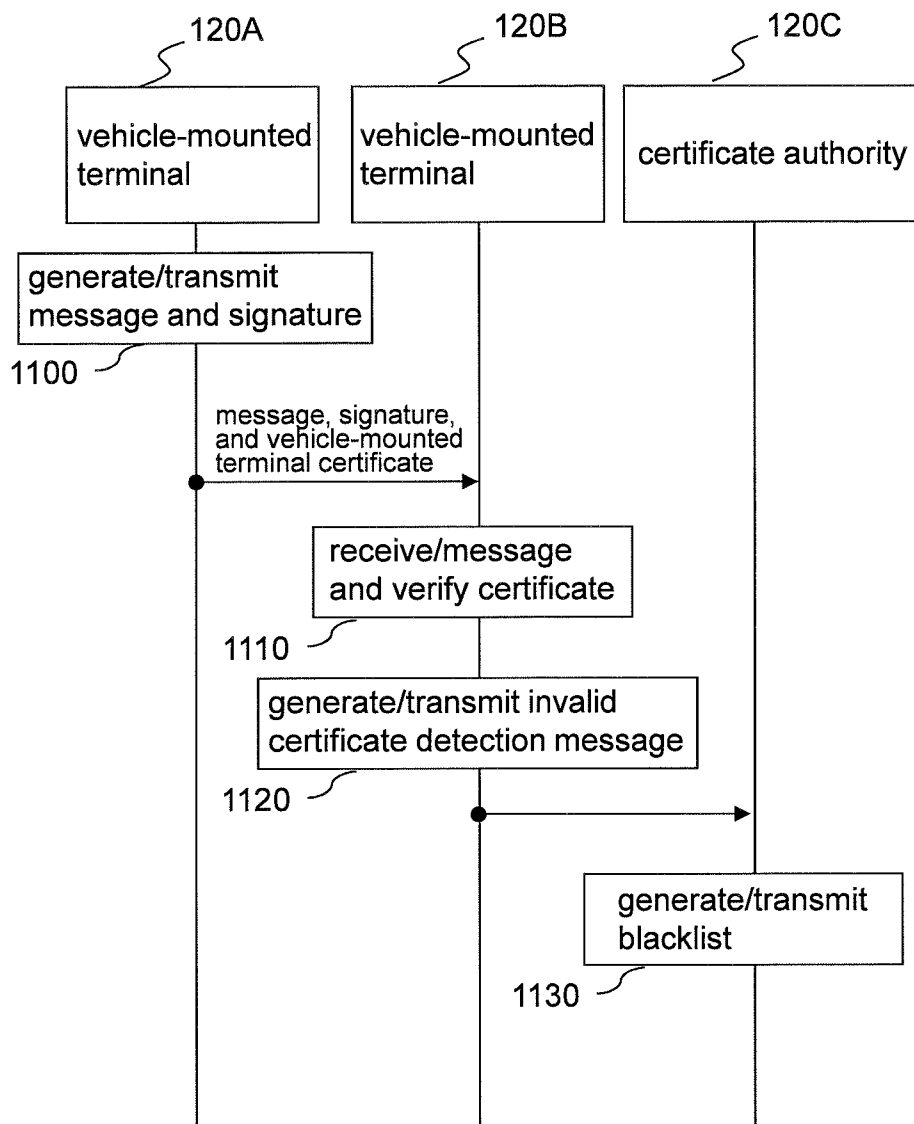 120A
120B
120C
vehicle-mounted
terminal
vehicle-mounted
terminal
certificate authority
generate/transmit
message and signature
1100
message, signature,
and vehicle-mounted
terminal certificate
receive/message
and verify certificate
1110
generate/transmit invalid
certificate detection message
1120
generate/transmit
blacklist
1130